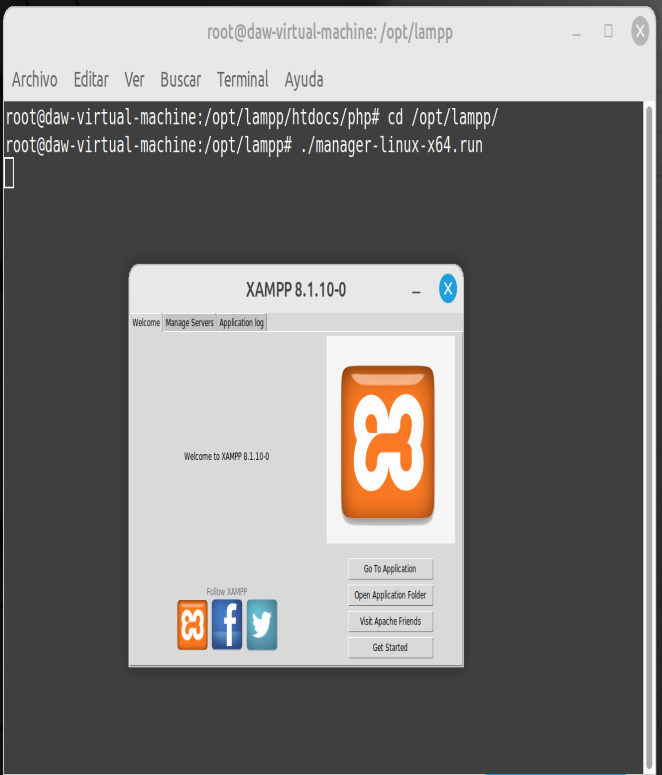 root@daw-virtual-machine: /opt/lampp
Archivo Editar Ver Buscar Terminal Ayuda
root@daw-virtual-machine:/opt/lampp/htdocs/php# cd /opt/lampp/
root@daw-virtual-machine:/opt/lampp# ./manager-linux-x64.run
XAMPP 8.1.10-0
Welcome Manage Servers Application log
Welcome to XAMPP 8.1.10-0
Go To Application
Open Application Folder
Visit Apache Friends
Get Started
Follow XAMPP